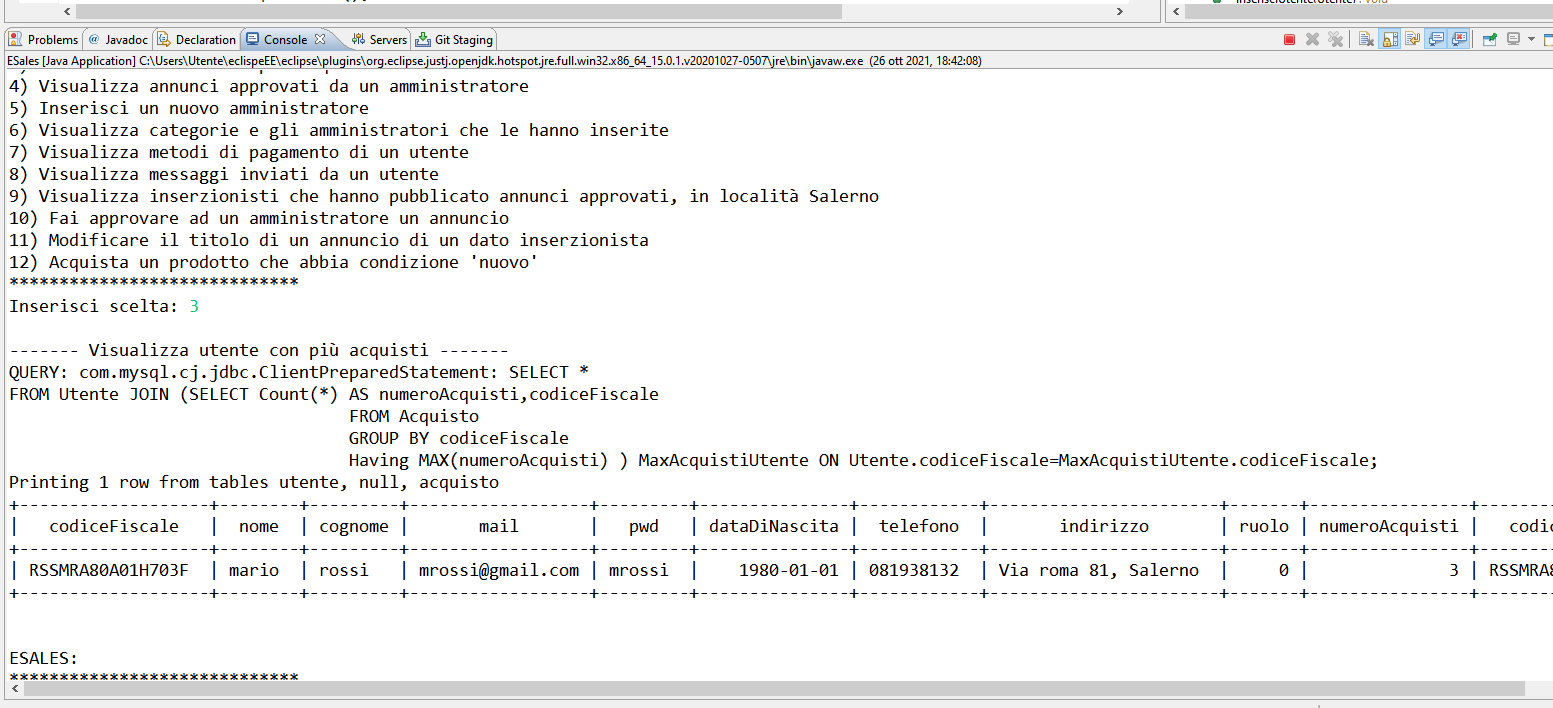 Problems @ Javadoc Declaration Console Servers Git Staging
ESales [Java Application] C:\Users\Utente\eclispeEE\eclipse\plugins\org.eclipse.justj.openjdk.hotspot.jre.full.win32.x86_64_15.0.1.v20201027-0507\jre\bin\javaw.exe (26 ott 2021, 18:42:08)
4) Visualizza annunci approvati da un amministratore
5) Inserisci un nuovo amministratore
6) Visualizza categorie e gli amministratori che le hanno inserite
7) Visualizza metodi di pagamento di un utente
8) Visualizza messaggi inviati da un utente
9) Visualizza inserzionisti che hanno pubblicato annunci approvati, in località Salerno
10) Fai approvare ad un amministratore un annuncio
11) Modificare il titolo di un annuncio di un dato inserzionista
12) Acquista un prodotto che abbia condizione 'nuovo'
*****************************
Inserisci scelta: 3
------- Visualizza utente con più acquisti -------
QUERY: com.mysql.cj.jdbc.ClientPreparedStatement: SELECT *
FROM Utente JOIN (SELECT Count(*) AS numeroAcquisti,codiceFiscale
FROM Acquisto
GROUP BY codiceFiscale
Having MAX(numeroAcquisti) ) MaxAcquistiUtente ON Utente.codiceFiscale=MaxAcquistiUtente.codiceFiscale;
Printing 1 row from tables utente, null, acquisto
| codiceFiscale | nome | cognome | mail | pwd | dataDiNascita | telefono | indirizzo | ruolo | numeroAcquisti |
| RSSMRA80A01H703F | mario | rossi | mrossi@gmail.com | mrossi | 1980-01-01 | 081938132 | Via roma 81, Salerno | 0 | 3 |
ESALES:
*****************************